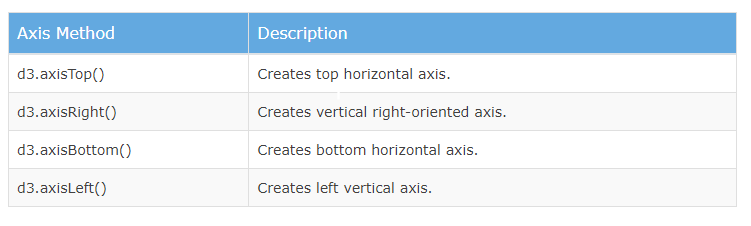 Axis Method Description
d3.axisTop() Creates top horizontal axis.
d3.axisRight() Creates vertical right-oriented axis.
d3.axisBottom() Creates bottom horizontal axis.
d3.axisLeft() Creates left vertical axis.